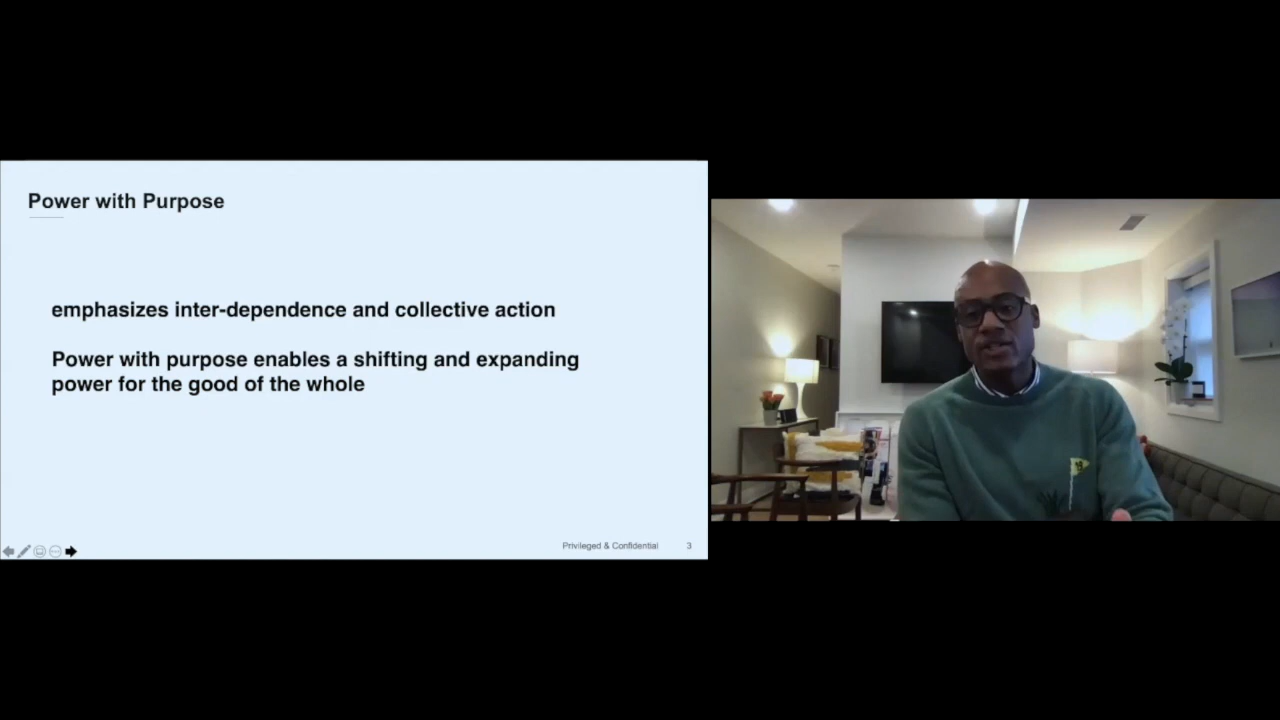 Power with Purpose
emphasizes inter-dependence and collective action
Power with purpose enables a shifting and expanding
power for the good of the whole
Privileged & Confidential 3